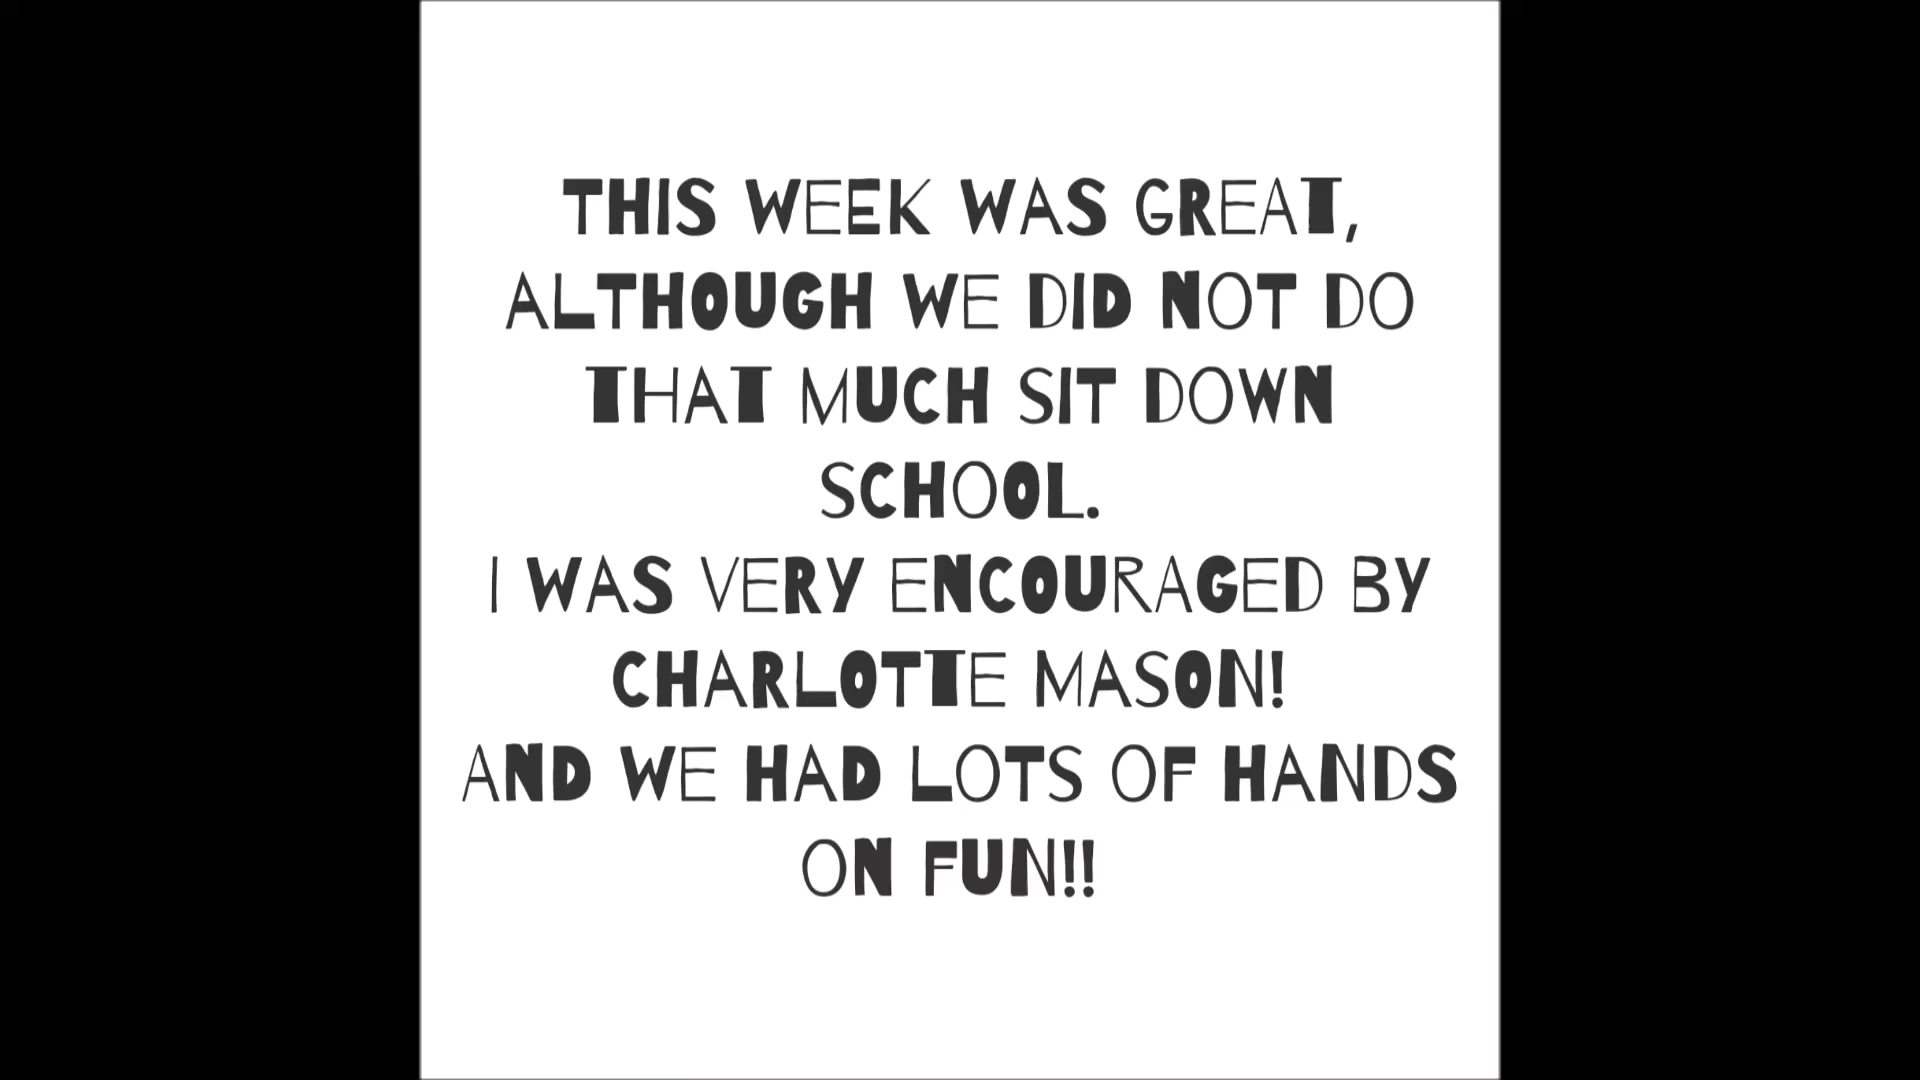 THIS WEEK WAS GREAT,
ALTHOUGH WE DID NOT DO
THAT MUCH SIT DOWN
SCHOOL.
I WAS VERY ENCOURAGED BY
CHARLOTTE MASON!
AND WE HAD LOTS OF HANDS
ON FUN!!